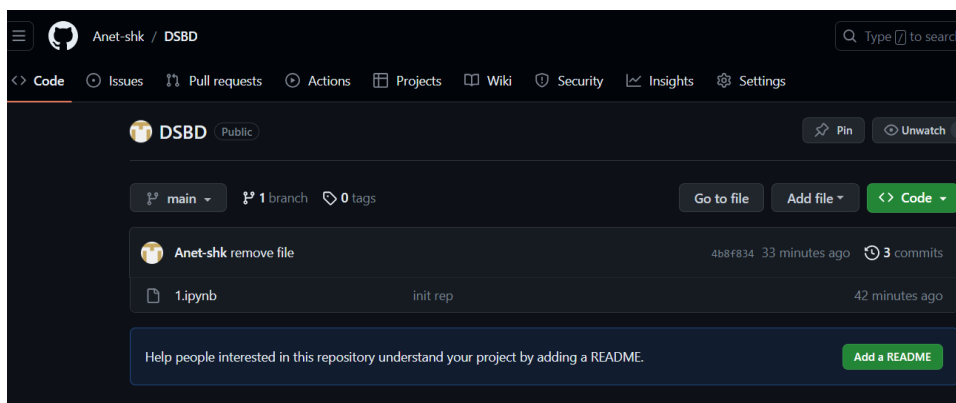 Anet-shk / DSBD
Type / to search
<> Code Issues Pull requests Actions Projects Wiki Security Insights Settings
DSBD Public Pin Unwatch
main 1 branch 0 tags Go to file Add file <> Code
Anet-shk remove file 4b8f834 33 minutes ago 3 commits
1.ipynb init rep 42 minutes ago
Help people interested in this repository understand your project by adding a README. Add a README